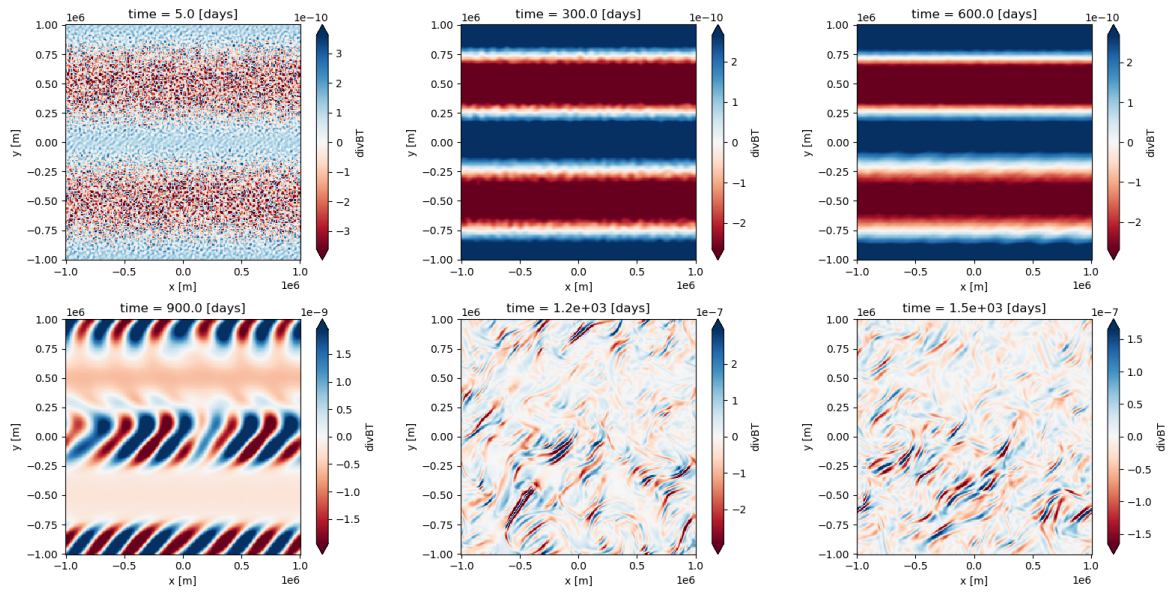 time = 5.0 [days]
1e6
1e−10
1.00
0.75
0.50
0.25
0.00
−0.25
−0.50
−0.75
−1.00
y [m]
−1.0
−0.5
0.0
0.5
1.0
x [m]
1e6
3
2
1
0
−1
−2
−3
divBT
time = 300.0 [days]
1e6
1e−10
1.00
0.75
0.50
0.25
0.00
−0.25
−0.50
−0.75
−1.00
y [m]
−1.0
−0.5
0.0
0.5
1.0
x [m]
1e6
2
1
0
−1
−2
divBT
time = 600.0 [days]
1e6
1e−10
1.00
0.75
0.50
0.25
0.00
−0.25
−0.50
−0.75
−1.00
y [m]
−1.0
−0.5
0.0
0.5
1.0
x [m]
1e6
2
1
0
−1
−2
divBT
time = 900.0 [days]
1e6
1e−9
1.00
0.75
0.50
0.25
0.00
−0.25
−0.50
−0.75
−1.00
y [m]
−1.0
−0.5
0.0
0.5
1.0
x [m]
1e6
1.5
1.0
0.5
0.0
−0.5
−1.0
−1.5
divBT
time = 1.2e+03 [days]
1e6
1e−7
1.00
0.75
0.50
0.25
0.00
−0.25
−0.50
−0.75
−1.00
y [m]
−1.0
−0.5
0.0
0.5
1.0
x [m]
1e6
2
1
0
−1
−2
divBT
time = 1.5e+03 [days]
1e6
1e−7
1.00
0.75
0.50
0.25
0.00
−0.25
−0.50
−0.75
−1.00
y [m]
−1.0
−0.5
0.0
0.5
1.0
x [m]
1e6
1.5
1.0
0.5
0.0
−0.5
−1.0
−1.5
divBT